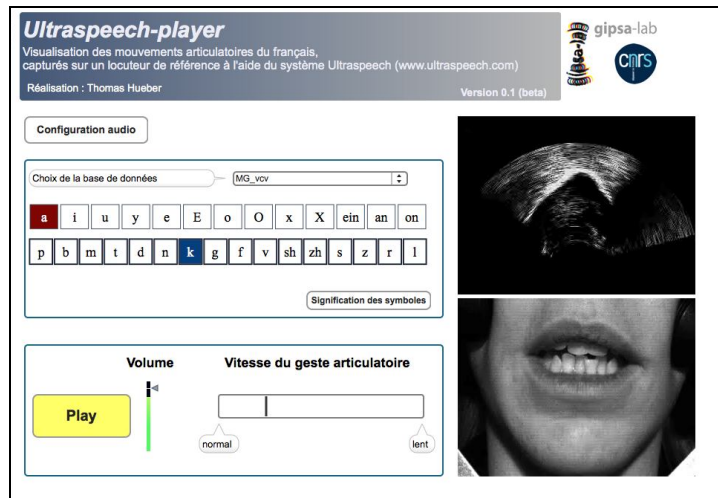 Ultraspeech-player
Visualisation des mouvements articulatoires du français,
capturés sur un locuteur de référence à l'aide du système Ultraspeech (www.ultraspeech.com)
Réalisation : Thomas Hueber
Version 0.1 (beta)
gipsa-lab
cnrs
Configuration audio
Choix de la base de données
MG_vcv
a i u y e E o O x X ein an on
p b m t d n k g f v sh zh s z r l
Signification des symboles
Volume
Vitesse du geste articulatoire
Play
normal
lent